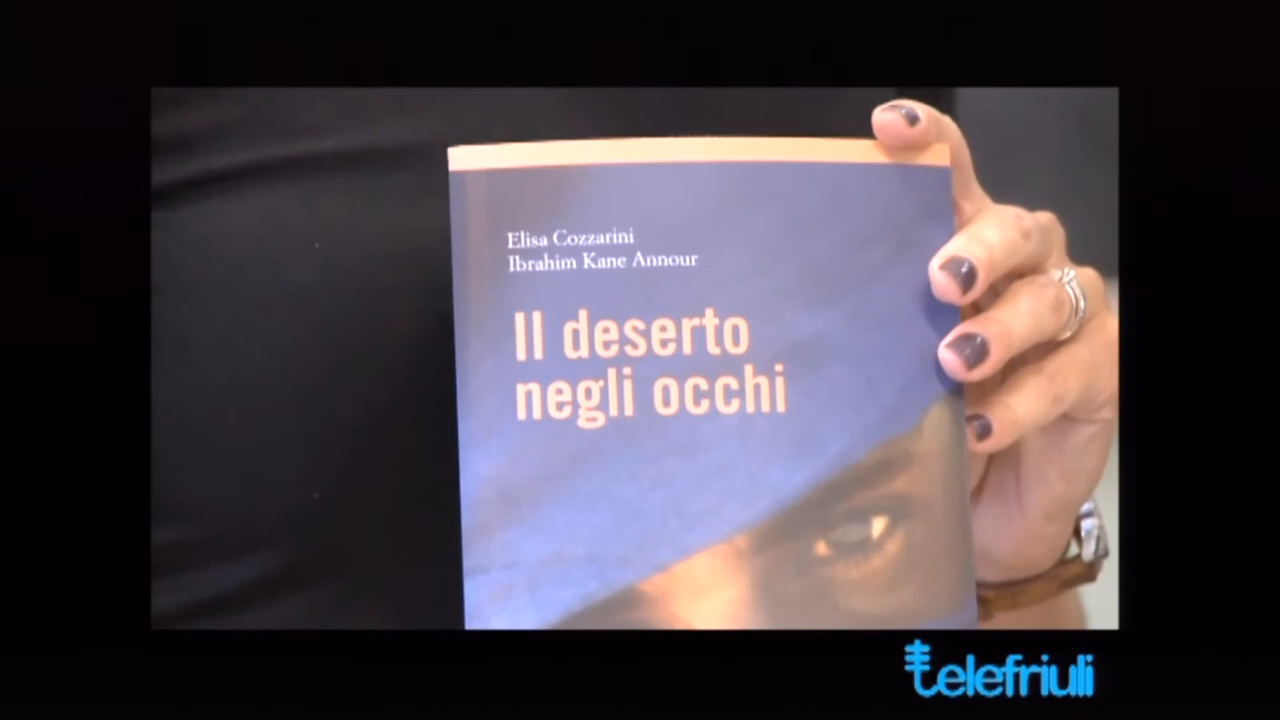 Elisa Cozzarini
Ibrahim Kane Annour
Il deserto
negli occhi
telefriuli